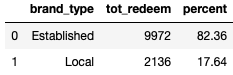 brand_type tot_redeem percent
0 Established 9972 82.36
1 Local 2136 17.64